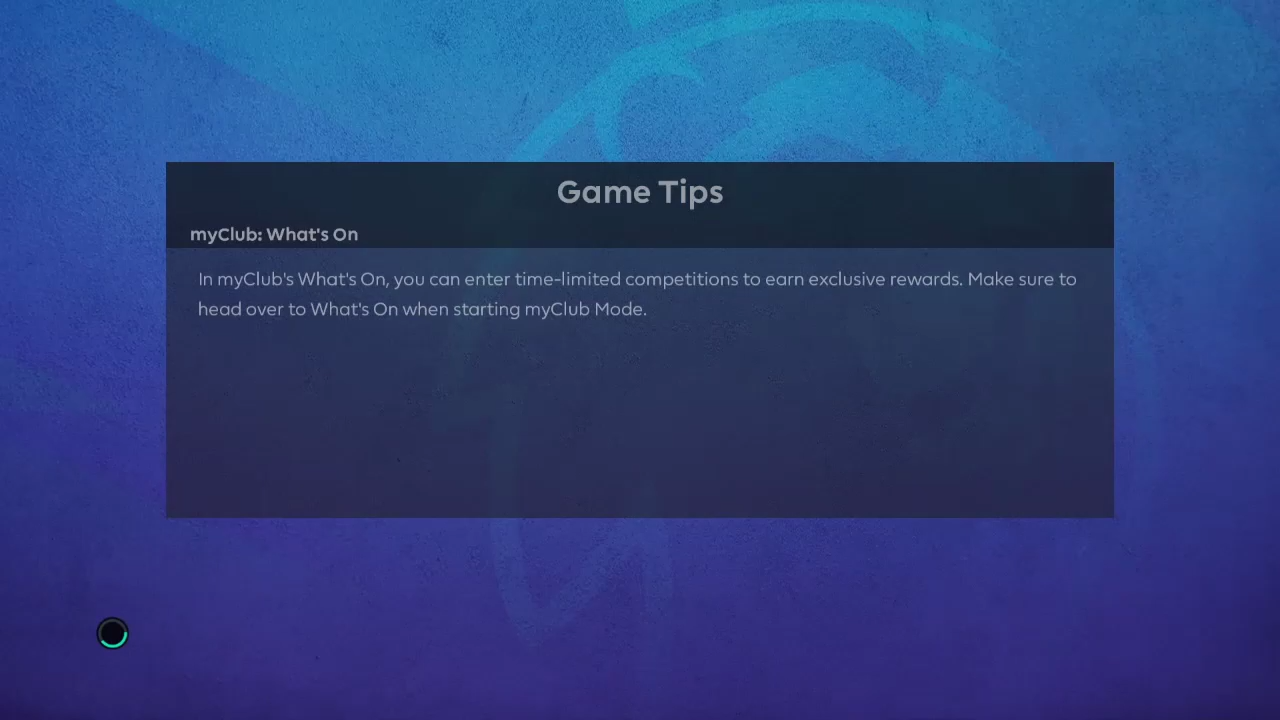 Game Tips
myClub: What's On
In myClub's What's On, you can enter time-limited competitions to earn exclusive rewards. Make sure to
head over to What's On when starting myClub Mode.